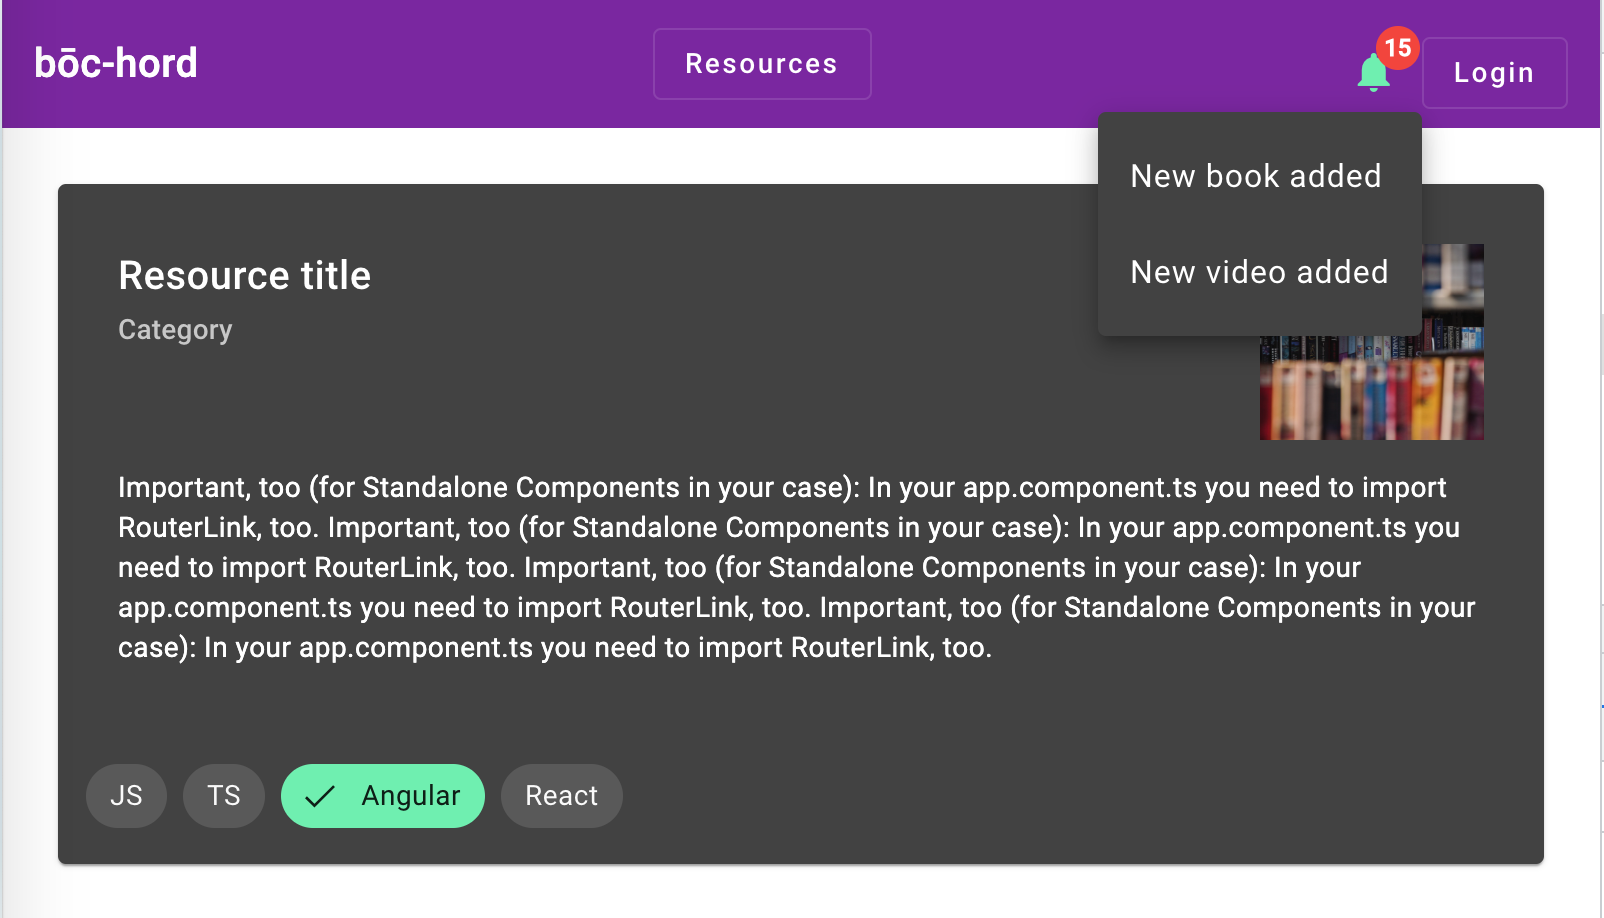 bōc-hord
Resources
15
Login
New book added
New video added
Resource title
Category
Important, too (for Standalone Components in your case): In your app.component.ts you need to import
RouterLink, too. Important, too (for Standalone Components in your case): In your app.component.ts you
need to import RouterLink, too. Important, too (for Standalone Components in your case): In your
app.component.ts you need to import RouterLink, too. Important, too (for Standalone Components in your
case): In your app.component.ts you need to import RouterLink, too.
JS
TS
Angular
React